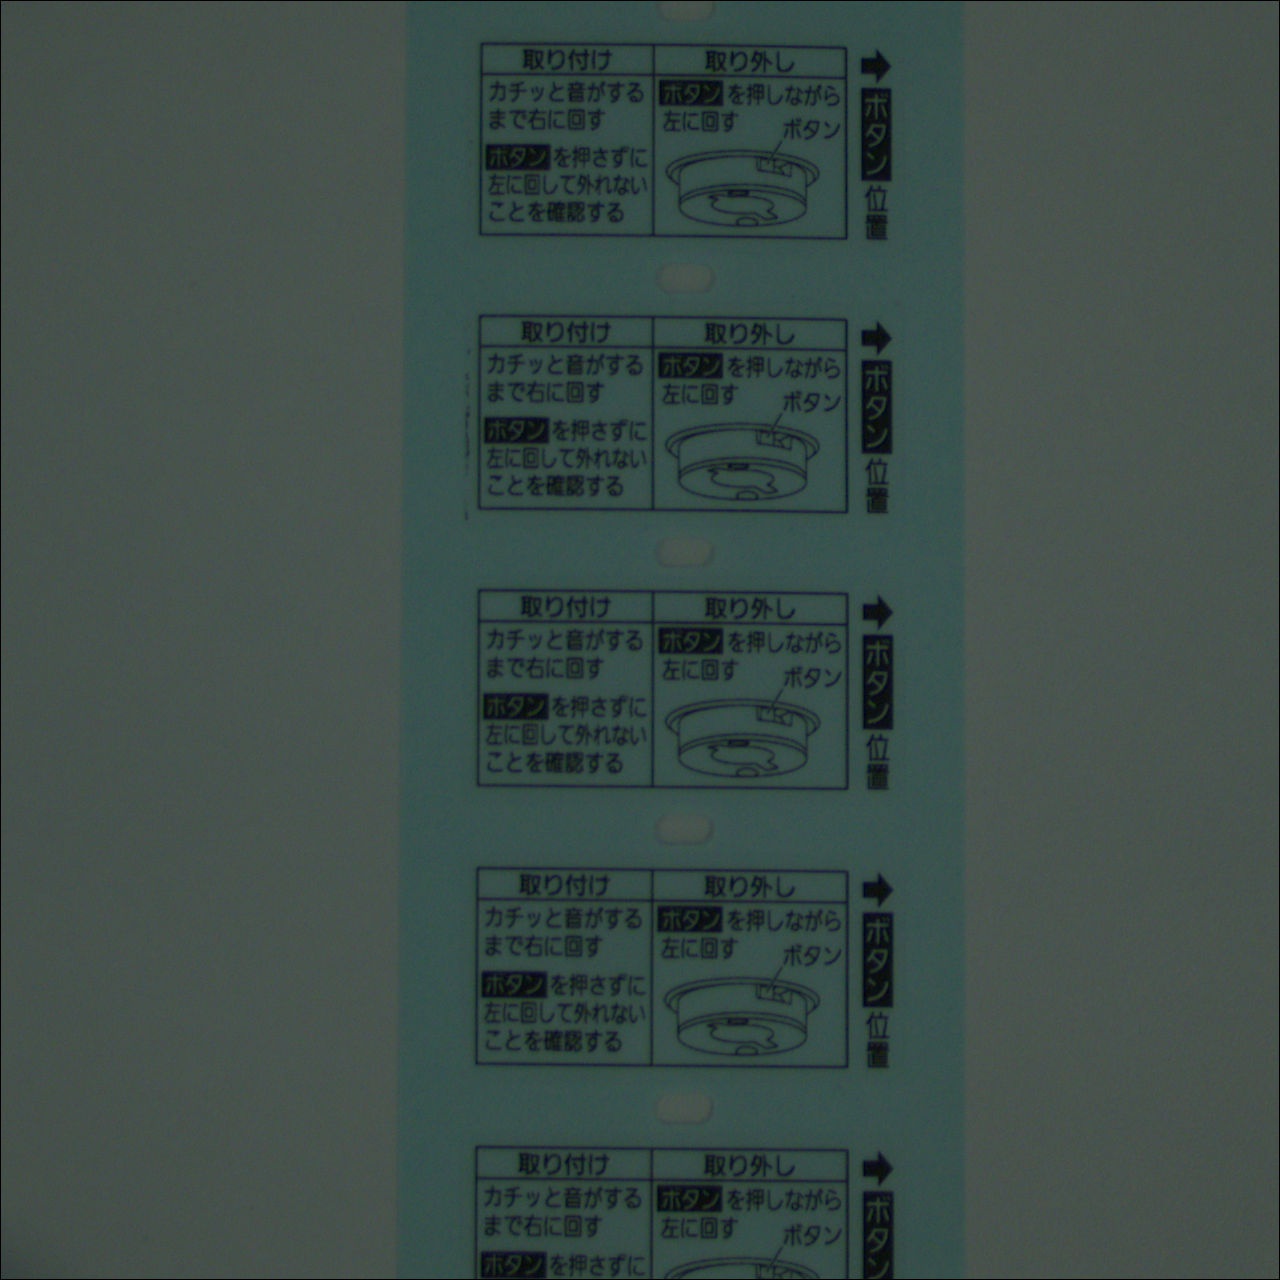 取り付け
カチッと音がする
まで右に回す
ボタンを押さずに
左に回して外れない
ことを確認する
取り外し
ボタンを押しながら
左に回す
ボタン
➡ボタン位置
取り付け
カチッと音がする
まで右に回す
ボタンを押さずに
左に回して外れない
ことを確認する
取り外し
ボタンを押しながら
左に回す
ボタン
➡ボタン位置
取り付け
カチッと音がする
まで右に回す
ボタンを押さずに
左に回して外れない
ことを確認する
取り外し
ボタンを押しながら
左に回す
ボタン
➡ボタン位置
取り付け
カチッと音がする
まで右に回す
ボタンを押さずに
左に回して外れない
ことを確認する
取り外し
ボタンを押しながら
左に回す
ボタン
➡ボタン位置
取り付け
カチッと音がする
まで右に回す
ボタンを押さずに
取り外し
ボタンを押しながら
左に回す
ボタン
➡ボタン